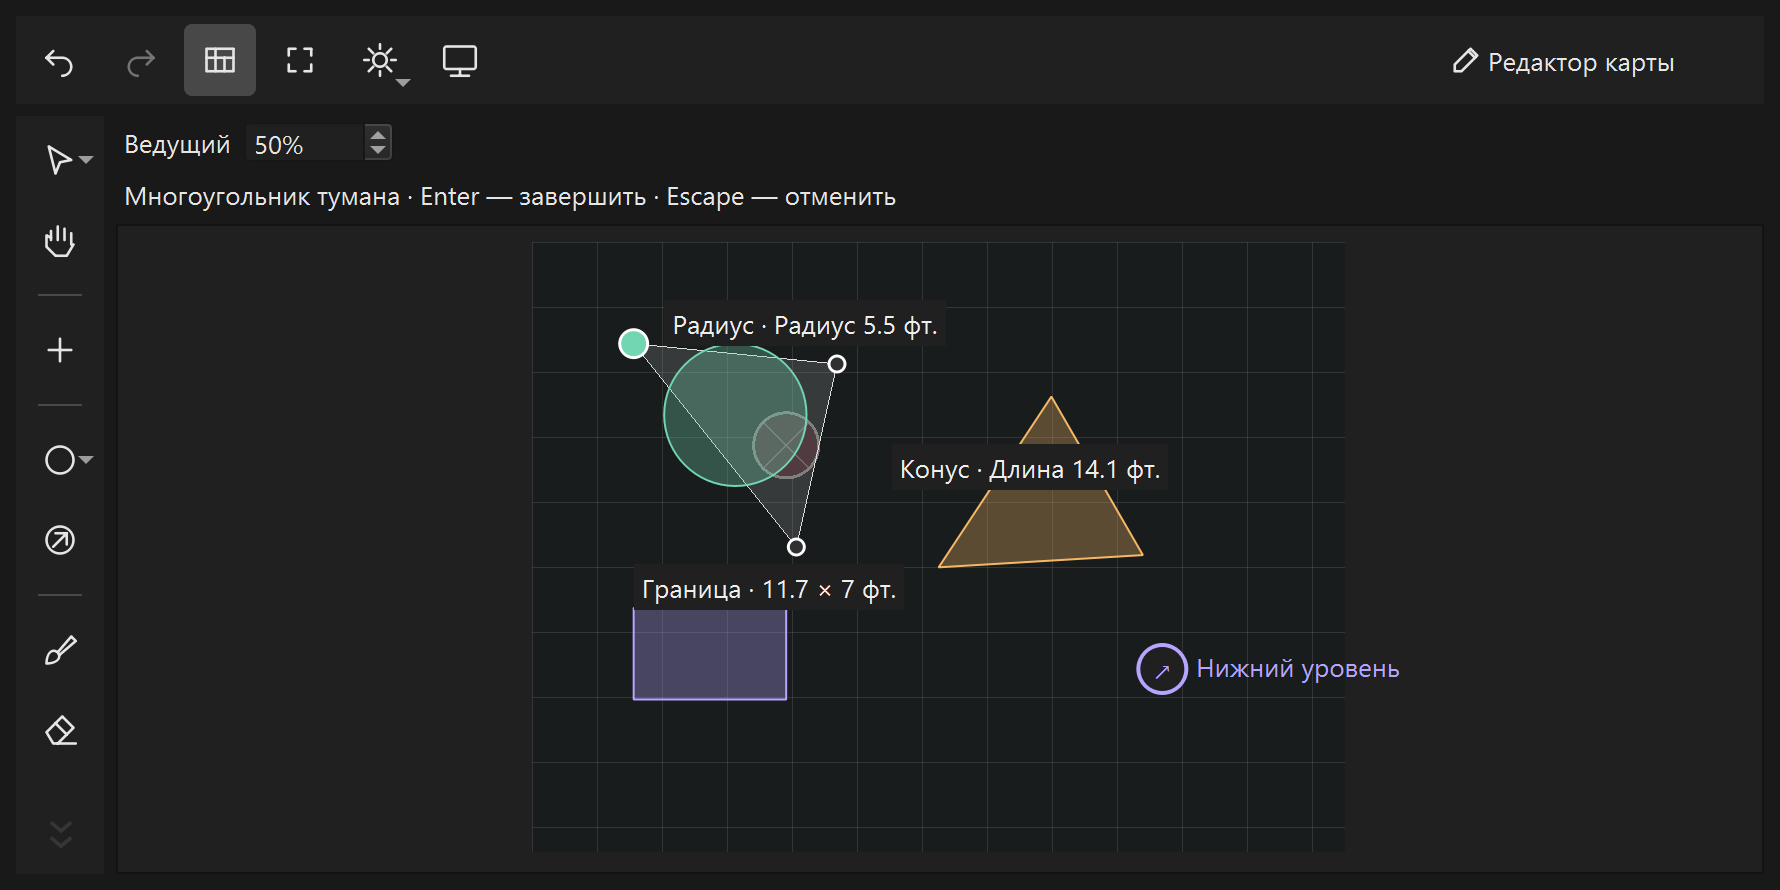 Редактор карты
Ведущий 50%
Многоугольник тумана · Enter — завершить · Escape — отменить
Радиус · Радиус 5.5 фт.
Конус · Длина 14.1 фт.
Граница · 11.7 × 7 фт.
Нижний уровень